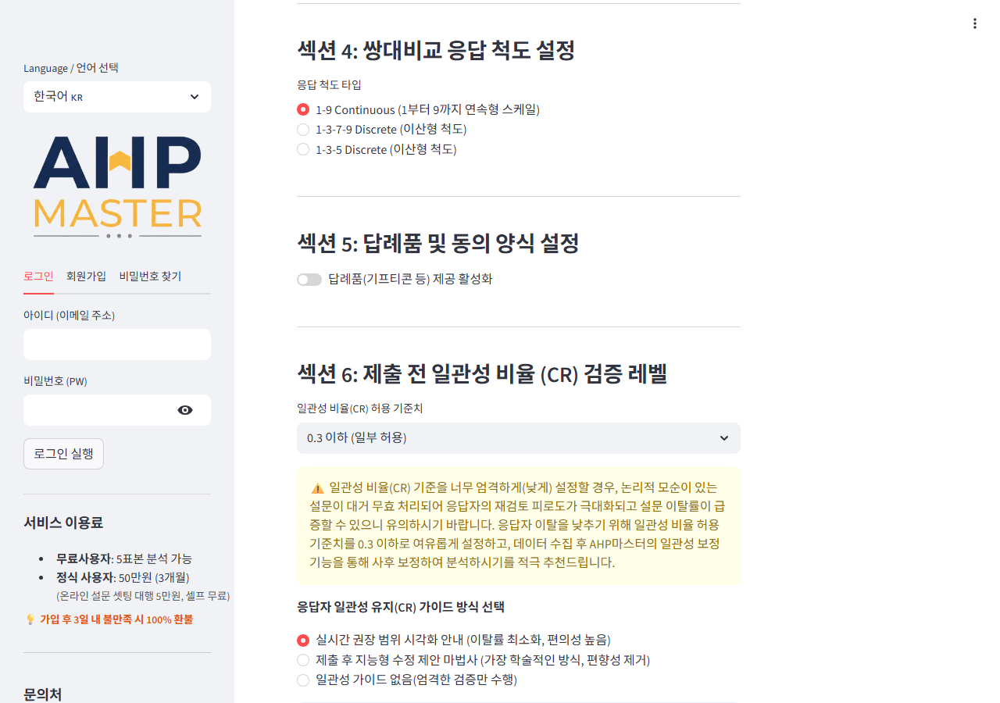 Language / 언어 선택
한국어 KR
AHP
MASTER
로그인 회원가입 비밀번호 찾기
아이디 (이메일 주소)
비밀번호 (PW)
로그인 실행
서비스 이용료
• 무료사용자: 5표본 분석 가능
• 정식 사용자: 50만원 (3개월)
(온라인 설문 셋팅 대행 5만원, 셀프 무료)
💡 가입 후 3일 내 불만족 시 100% 환불
문의처
섹션 4: 쌍대비교 응답 척도 설정
응답 척도 타입
1-9 Continuous (1부터 9까지 연속형 스케일)
1-3-7-9 Discrete (이산형 척도)
1-3-5 Discrete (이산형 척도)
섹션 5: 답례품 및 동의 양식 설정
답례품(기프티콘 등) 제공 활성화
섹션 6: 제출 전 일관성 비율 (CR) 검증 레벨
일관성 비율(CR) 허용 기준치
0.3 이하 (일부 허용)
⚠️ 일관성 비율(CR) 기준을 너무 엄격하게(낮게) 설정할 경우, 논리적 모순이 있는
설문이 대거 무효 처리되어 응답자의 재검토 피로도가 극대화되고 설문 이탈률이 급
증할 수 있으니 유의하시기 바랍니다. 응답자 이탈을 낮추기 위해 일관성 비율 허용
기준치를 0.3 이하로 여유롭게 설정하고, 데이터 수집 후 AHP마스터의 일관성 보정
기능을 통해 사후 보정하여 분석하시기를 적극 추천드립니다.
응답자 일관성 유지(CR) 가이드 방식 선택
실시간 권장 범위 시각화 안내 (이탈률 최소화, 편의성 높음)
제출 후 지능형 수정 제안 마법사 (가장 학술적인 방식, 편향성 제거)
일관성 가이드 없음(엄격한 검증만 수행)